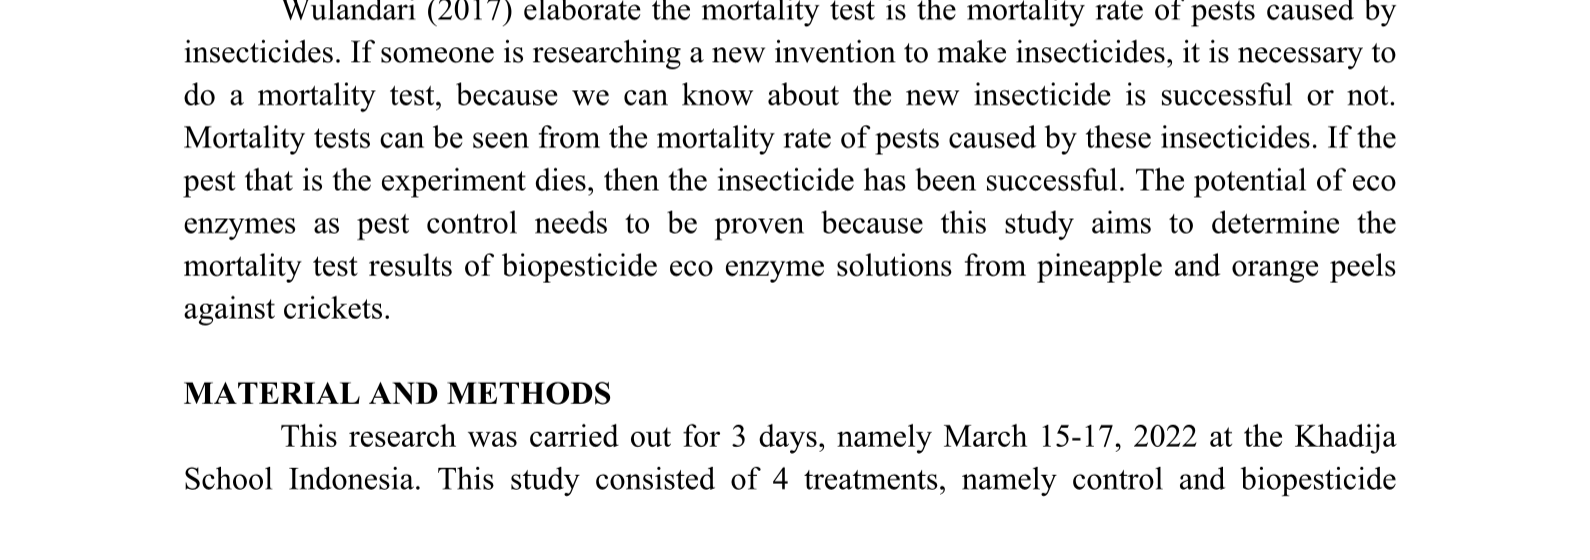 Wulandari (2017) elaborate the mortality test is the mortality rate of pests caused by
insecticides. If someone is researching a new invention to make insecticides, it is necessary to
do a mortality test, because we can know about the new insecticide is successful or not.
Mortality tests can be seen from the mortality rate of pests caused by these insecticides. If the
pest that is the experiment dies, then the insecticide has been successful. The potential of eco
enzymes as pest control needs to be proven because this study aims to determine the
mortality test results of biopesticide eco enzyme solutions from pineapple and orange peels
against crickets.
MATERIAL AND METHODS
This research was carried out for 3 days, namely March 15-17, 2022 at the Khadija
School Indonesia. This study consisted of 4 treatments, namely control and biopesticide